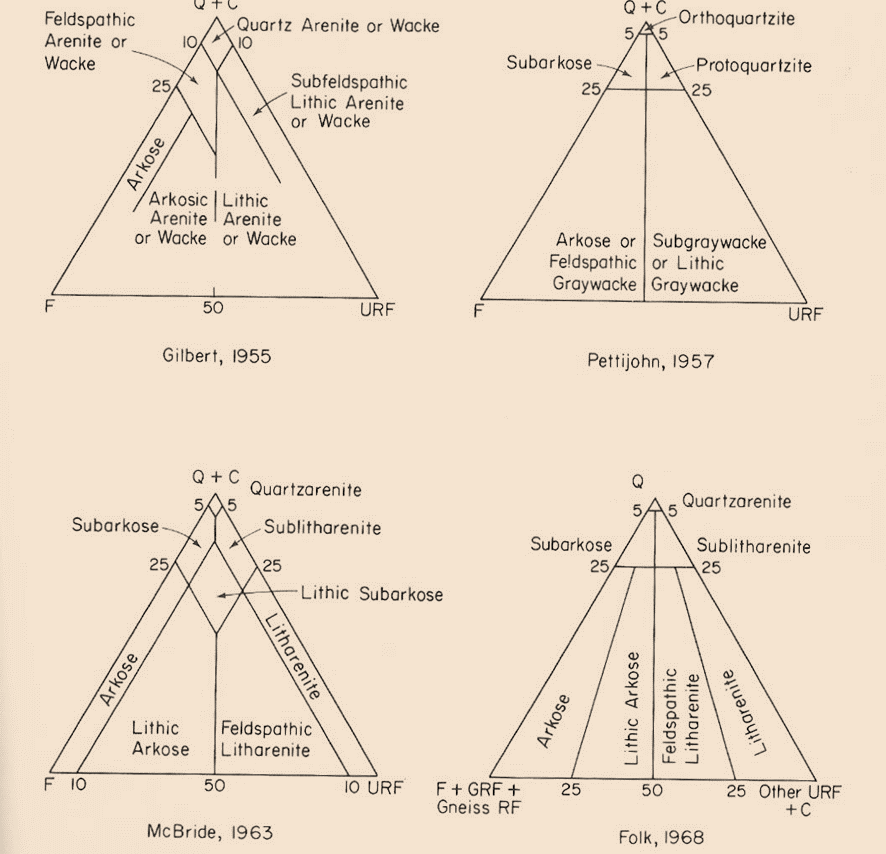 Q + C
Feldspathic
Arenite or
Wacke
Quartz Arenite or Wacke
10
10
25
Subfeldspathic
Lithic Arenite
or Wacke
Arkose
Arkosic
Arenite
or Wacke
Lithic
Arenite
or Wacke
F
50
URF
Gilbert, 1955
Q + C
Orthoquartzite
5
5
Subarkose
Protoquartzite
25
25
Arkose or
Feldspathic
Graywacke
Subgraywacke
or Lithic
Graywacke
F
URF
Pettijohn, 1957
Q + C
Quartzarenite
5
5
Subarkose
Sublitharenite
25
25
Lithic Subarkose
Arkose
Litharenite
Lithic
Arkose
Feldspathic
Litharenite
F
10
50
10
URF
McBride, 1963
Q
Quartzarenite
5
5
Subarkose
Sublitharenite
25
25
Arkose
Lithic Arkose
Feldspathic
Litharenite
Litharenite
F + GRF +
Gneiss RF
25
50
25
Other URF
+ C
Folk, 1968